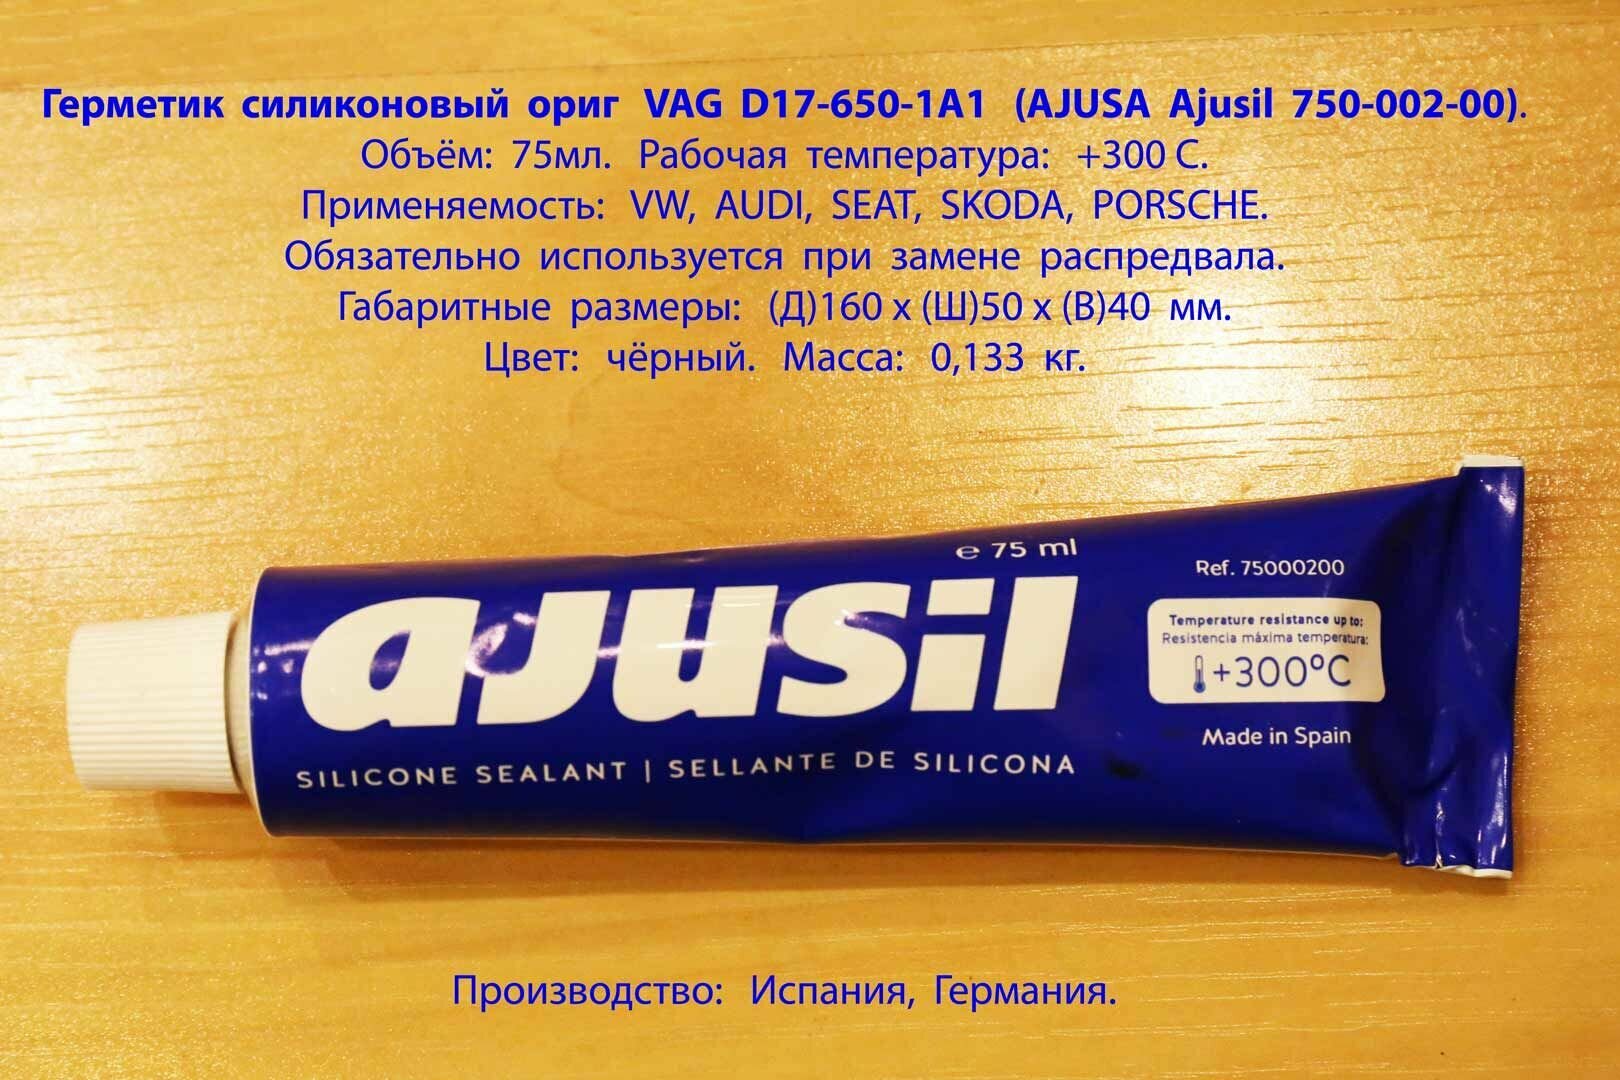 Герметик силиконовый ориг VAG D17-650-1A1 (AJUSA Ajusil 750-002-00).
Объём: 75мл. Рабочая температура: +300 С.
Применяемость: VW, AUDI, SEAT, SKODA, PORSCHE.
Обязательно используется при замене распредвала.
Габаритные размеры: (Д)160 x (Ш)50 x (В)40 мм.
Цвет: чёрный. Масса: 0,133 кг.
℮ 75 ml
ajusil
SILICONE SEALANT | SELLANTE DE SILICONA
Ref. 75000200
Temperature resistance up to:
Resistencia máxima temperatura:
+300ºC
Made in Spain
Производство: Испания, Германия.